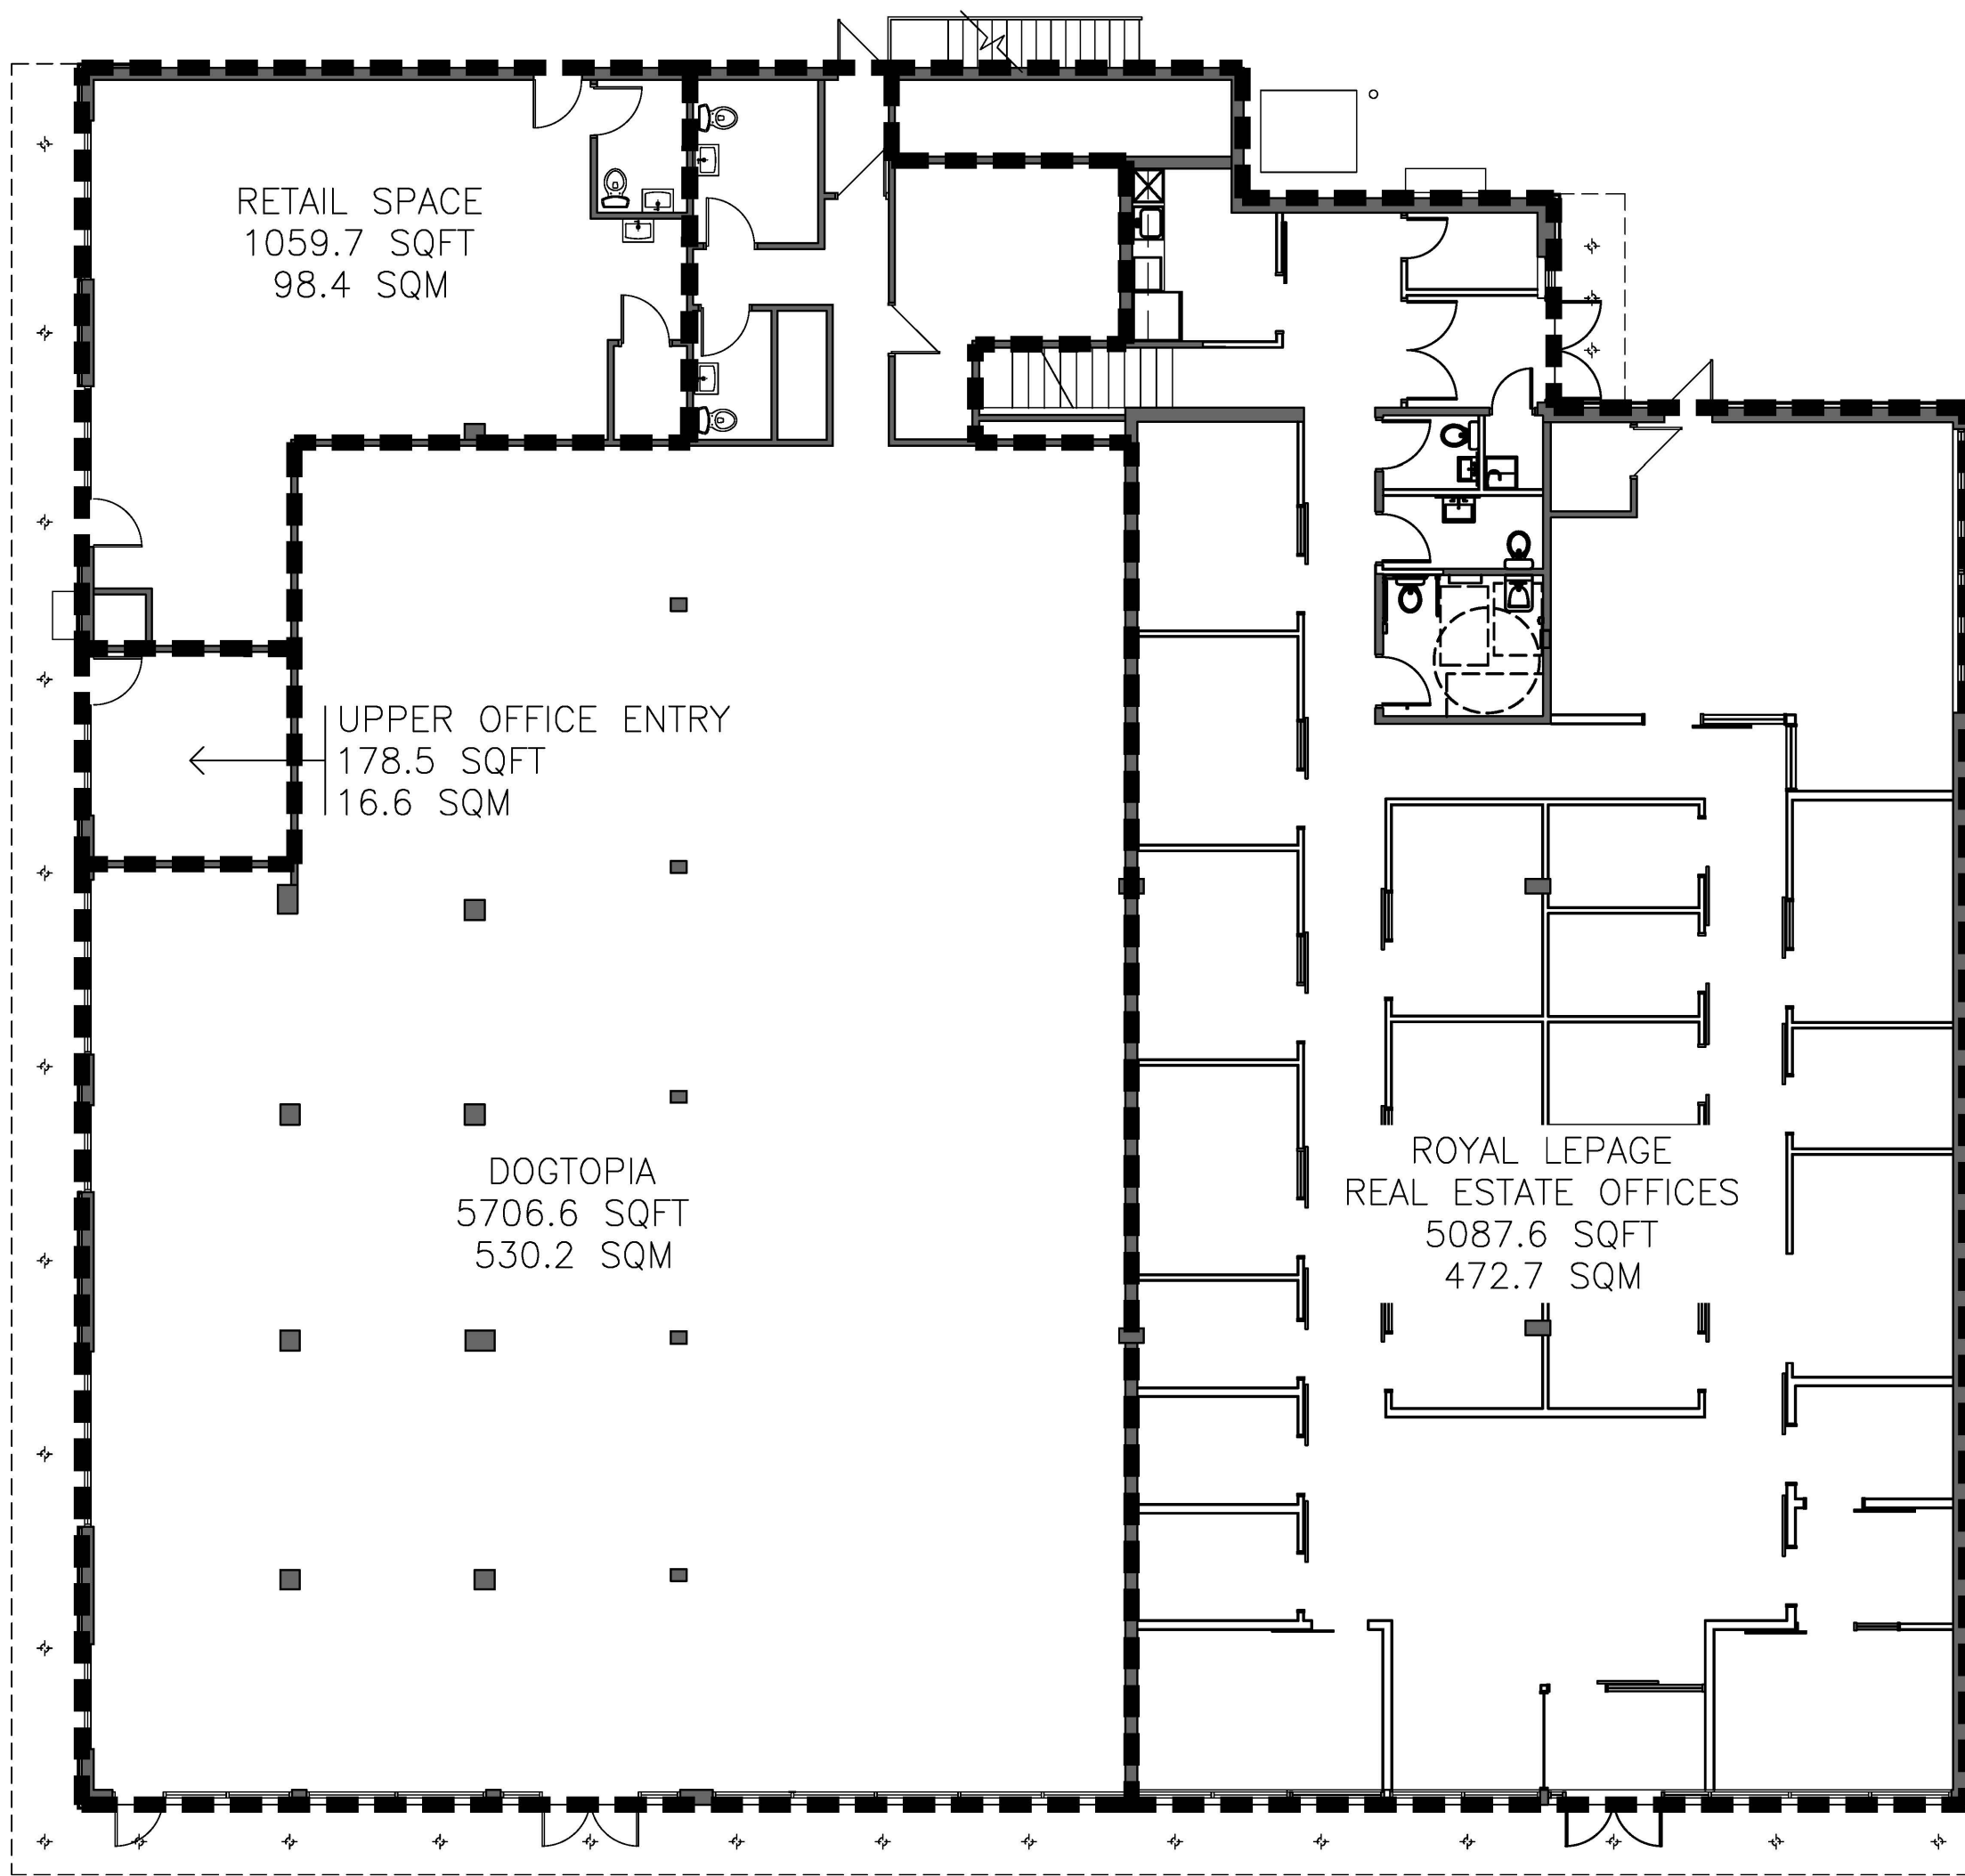 RETAIL SPACE
1059.7 SQFT
98.4 SQM
UPPER OFFICE ENTRY
178.5 SQFT
16.6 SQM
DOGTOPIA
5706.6 SQFT
530.2 SQM
ROYAL LEPAGE
REAL ESTATE OFFICES
5087.6 SQFT
472.7 SQM